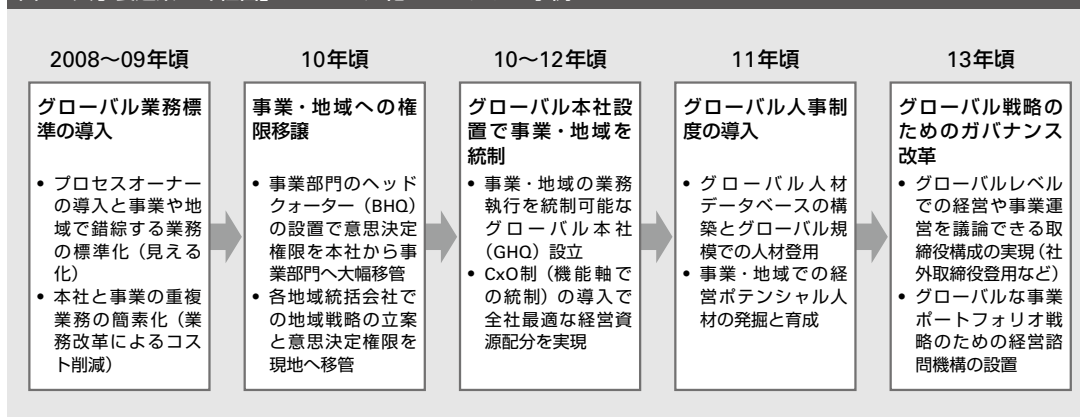 2008〜09年頃
グローバル業務標
準の導入
• プロセスオーナー
の導入と事業や地
域で錯綜する業務
の標準化（見える
化）
• 本社と事業の重複
業務の簡素化（業
務改革によるコス
ト削減）
10年頃
事業・地域への権
限移譲
• 事業部門のヘッド
クォーター（BHQ）
の設置で意思決定
権限を本社から事
業部門へ大幅移管
• 各地域統括会社で
の地域戦略の立案
と意思決定権限を
現地へ移管
10〜12年頃
グローバル本社設
置で事業・地域を
統制
• 事業・地域の業務
執行を統制可能な
グローバル本社
（GHQ）設立
• CxO制（機能軸で
の統制）の導入で
全社最適な経営資
源配分を実現
11年頃
グローバル人事制
度の導入
• グローバル人材
データベースの構
築とグローバル規
模での人材登用
• 事業・地域での経
営ポテンシャル人
材の発掘と育成
13年頃
グローバル戦略の
ためのガバナンス
改革
• グローバルレベル
での経営や事業運
営を議論できる取
締役構成の実現（社
外取締役登用など）
• グローバルな事業
ポートフォリオ戦
略のための経営諮
問機構の設置